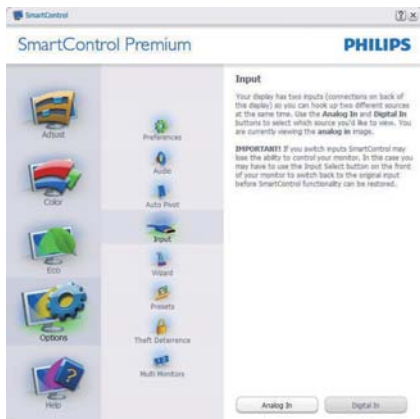 SmartControl
SmartControl Premium
PHILIPS
Adjust
Color
Eco
Options
Help
Preferences
Audio
Auto Pivot
Input
Wizard
Presets
Theft Deterrence
Multi Monitors
Input
Your display has two inputs (connections on back of
the display) so you can hook up two different sources
at the same time. Use the Analog In and Digital In
buttons to select which source you'd like to view. You
are currently viewing the analog in image.
IMPORTANT! If you switch inputs SmartControl may
lose the ability to control your monitor. In this case you
may have to use the Input Select button on the front
of your monitor to switch back to the original input
before SmartControl functionality can be restored.
Analog In
Digital In